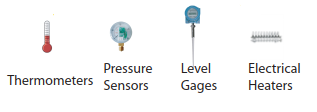 Thermometers
Pressure
Sensors
Level
Gages
Electrical
Heaters